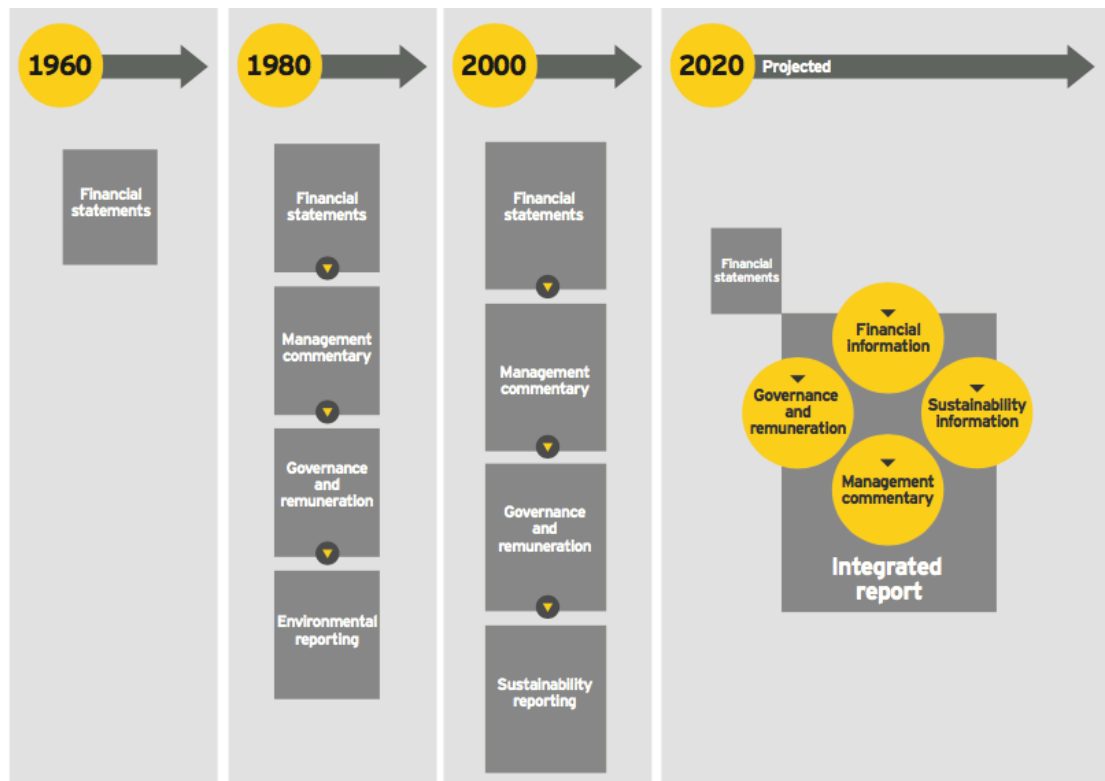 1960
Financial
statements
1980
Financial
statements
Management
commentary
Governance
and
remuneration
Environmental
reporting
2000
Financial
statements
Management
commentary
Governance
and
remuneration
Sustainability
reporting
2020 Projected
Financial
statements
Financial
information
Governance
and
remuneration
Sustainability
information
Management
commentary
Integrated
report